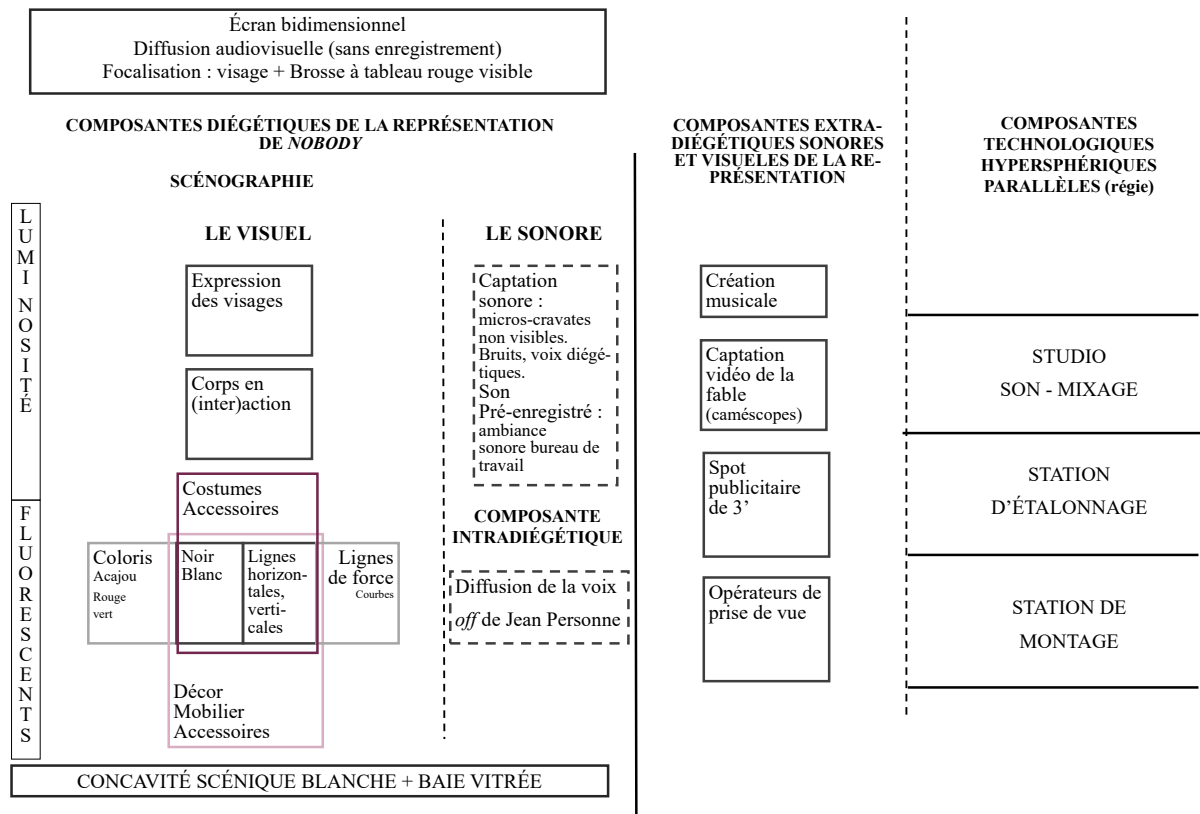 Écran bidimensionnel
Diffusion audiovisuelle (sans enregistrement)
Focalisation : visage + Brosse à tableau rouge visible
COMPOSANTES DIÉGÉTIQUES DE LA REPRÉSENTATION
DE NOBODY
SCÉNOGRAPHIE
LUMI NOSITÉ
FLUORESCENTS
LE VISUEL
Expression
des visages
Corps en
(inter)action
Costumes
Accessoires
Coloris
Acajou
Rouge
vert
Noir
Blanc
Lignes
horizon-
tales,
verti-
cales
Lignes
de force
Courbes
Décor
Mobilier
Accessoires
LE SONORE
Captation
sonore :
micros-cravates
non visibles.
Bruits, voix diégé-
tiques.
Son
Pré-enregistré :
ambiance
sonore bureau de
travail
COMPOSANTE
INTRADIÉGÉTIQUE
Diffusion de la voix
off de Jean Personne
CONCAVITÉ SCÉNIQUE BLANCHE + BAIE VITRÉE
COMPOSANTES EXTRA-
DIÉGÉTIQUES SONORES
ET VISUELES DE LA RE-
PRÉSENTATION
Création
musicale
Captation
vidéo de la
fable
(caméscopes)
Spot
publicitaire
de 3’
Opérateurs de
prise de vue
COMPOSANTES
TECHNOLOGIQUES
HYPERSPHÉRIQUES
PARALLÈLES (régie)
STUDIO
SON - MIXAGE
STATION
D’ÉTALONNAGE
STATION DE
MONTAGE